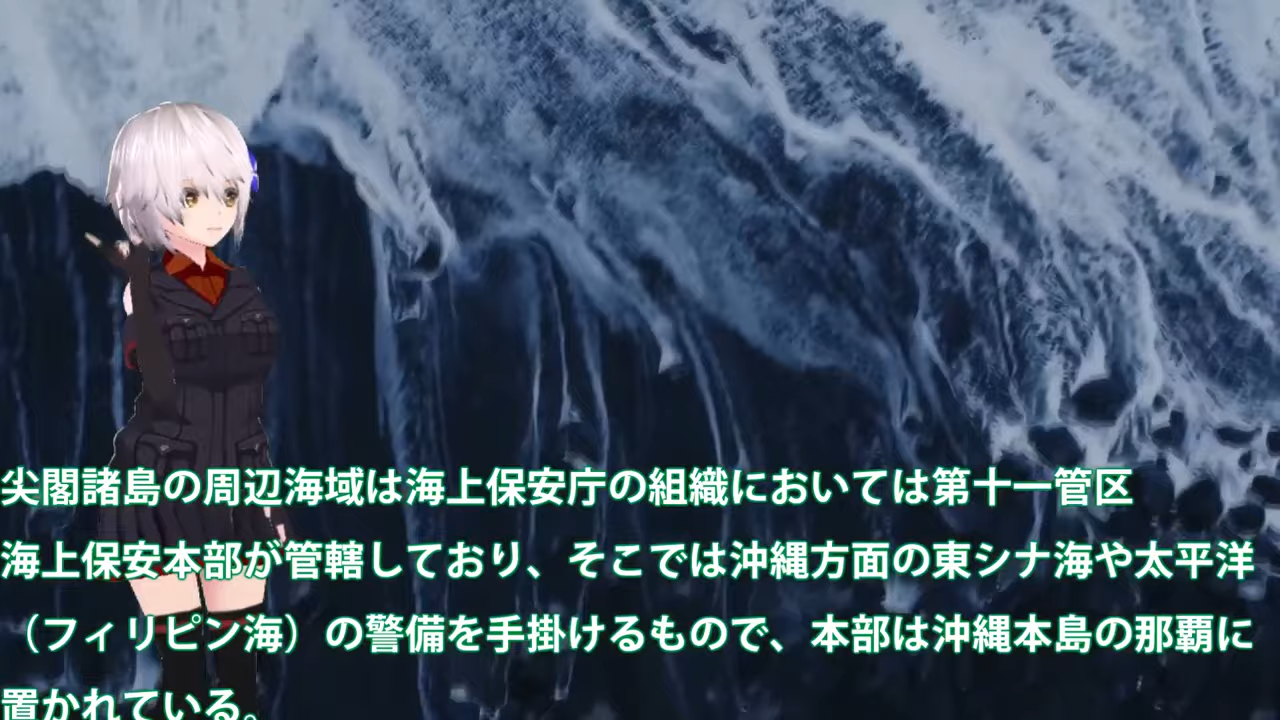 尖閣諸島の周辺海域は海上保安庁の組織においては第十一管区
海上保安本部が管轄しており、そこでは沖縄方面の東シナ海や太平洋
（フィリピン海）の警備を手掛けるもので、本部は沖縄本島の那覇に
置かれている。